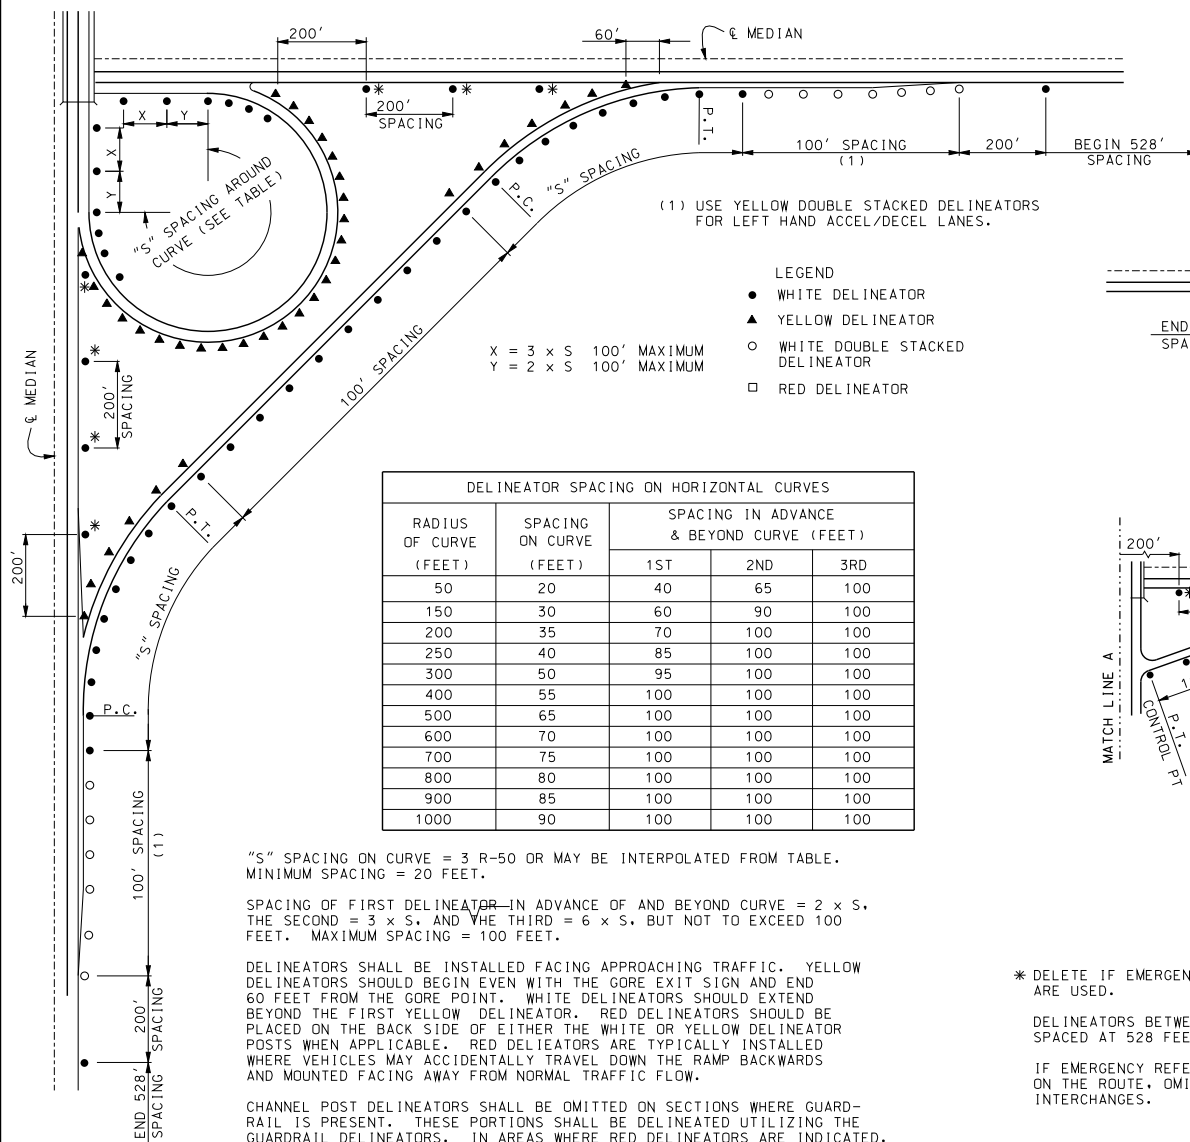 200'
60'
℄ MEDIAN
200'
SPACING
X
Y
X
Y
"S" SPACING AROUND
CURVE (SEE TABLE)
P.T.
100' SPACING
(1)
200'
BEGIN 528'
SPACING
"S" SPACING
P.C.
(1) USE YELLOW DOUBLE STACKED DELINEATORS
FOR LEFT HAND ACCEL/DECEL LANES.
LEGEND
WHITE DELINEATOR
YELLOW DELINEATOR
WHITE DOUBLE STACKED
DELINEATOR
RED DELINEATOR
END
SPA
X = 3 x S 100' MAXIMUM
Y = 2 x S 100' MAXIMUM
100' SPACING
℄ MEDIAN
200'
SPACING
200'
P.T.
"S" SPACING
P.C.
100' SPACING
(1)
200'
SPACING
END 528'
SPACING
DELINEATOR SPACING ON HORIZONTAL CURVES
RADIUS
OF CURVE
(FEET)
SPACING
ON CURVE
(FEET)
SPACING IN ADVANCE
& BEYOND CURVE (FEET)
1ST 2ND 3RD
50 20 40 65 100
150 30 60 90 100
200 35 70 100 100
250 40 85 100 100
300 50 95 100 100
400 55 100 100 100
500 65 100 100 100
600 70 100 100 100
700 75 100 100 100
800 80 100 100 100
900 85 100 100 100
1000 90 100 100 100
"S" SPACING ON CURVE = 3 R-50 OR MAY BE INTERPOLATED FROM TABLE.
MINIMUM SPACING = 20 FEET.
SPACING OF FIRST DELINEATOR IN ADVANCE OF AND BEYOND CURVE = 2 x S,
THE SECOND = 3 x S, AND THE THIRD = 6 x S, BUT NOT TO EXCEED 100
FEET. MAXIMUM SPACING = 100 FEET.
DELINEATORS SHALL BE INSTALLED FACING APPROACHING TRAFFIC. YELLOW
DELINEATORS SHOULD BEGIN EVEN WITH THE GORE EXIT SIGN AND END
60 FEET FROM THE GORE POINT. WHITE DELINEATORS SHOULD EXTEND
BEYOND THE FIRST YELLOW DELINEATOR. RED DELINEATORS SHOULD BE
PLACED ON THE BACK SIDE OF EITHER THE WHITE OR YELLOW DELINEATOR
POSTS WHEN APPLICABLE. RED DELIEATORS ARE TYPICALLY INSTALLED
WHERE VEHICLES MAY ACCIDENTALLY TRAVEL DOWN THE RAMP BACKWARDS
AND MOUNTED FACING AWAY FROM NORMAL TRAFFIC FLOW.
CHANNEL POST DELINEATORS SHALL BE OMITTED ON SECTIONS WHERE GUARD-
RAIL IS PRESENT. THESE PORTIONS SHALL BE DELINEATED UTILIZING THE
GUARDRAIL DELINEATORS. IN AREAS WHERE RED DELINEATORS ARE INDICATED,
200'
MATCH LINE A
P.T.
CONTROL PT
1
* DELETE IF EMERGEN
ARE USED.
DELINEATORS BETWE
SPACED AT 528 FEE
IF EMERGENCY REFE
ON THE ROUTE, OMI
INTERCHANGES.